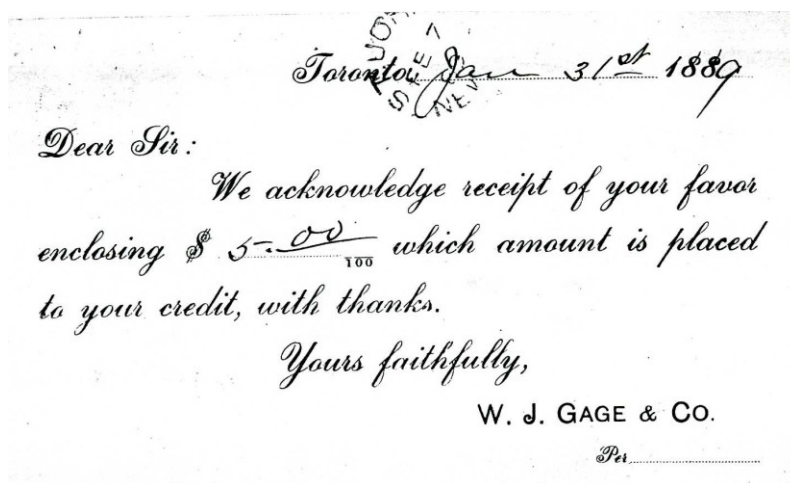 Toronto, Jan 31st 1889
Dear Sir:
We acknowledge receipt of your favor
enclosing $ 5.00/100 which amount is placed
to your credit, with thanks.
Yours faithfully,
W. J. GAGE & CO.
Per